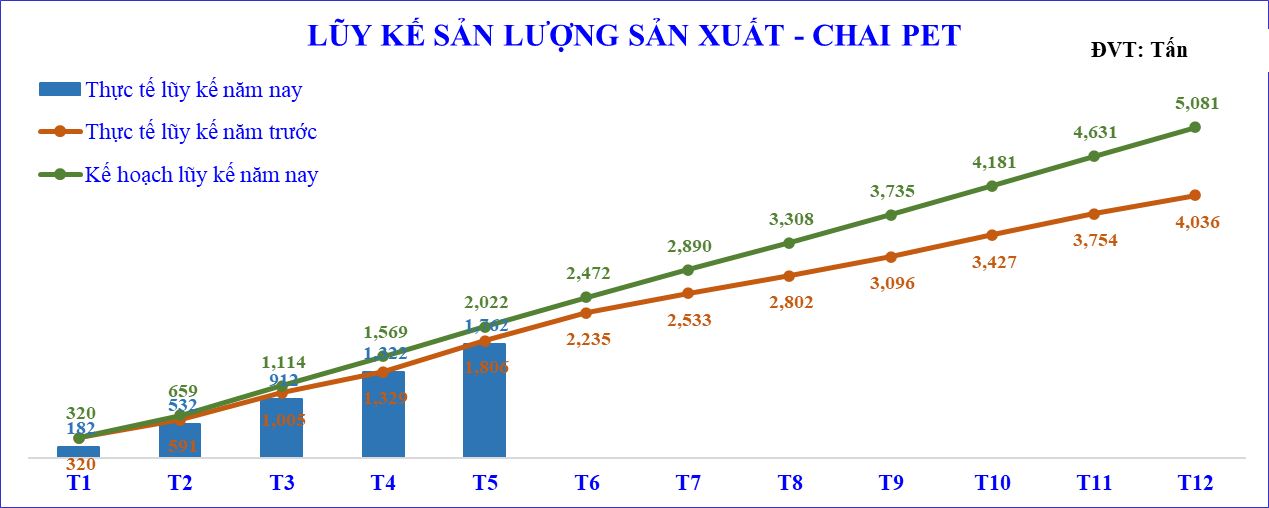 LŨY KẾ SẢN LƯỢNG SẢN XUẤT - CHAI PET
ĐVT: Tấn
Thực tế lũy kế năm nay
Thực tế lũy kế năm trước
Kế hoạch lũy kế năm nay
320 659 1,114 1,569 2,022 2,472 2,890 3,308 3,735 4,181 4,631 5,081
182 532 912 1,322 1,762
320 591 1,005 1,329 1,806 2,235 2,533 2,802 3,096 3,427 3,754 4,036
T1 T2 T3 T4 T5 T6 T7 T8 T9 T10 T11 T12